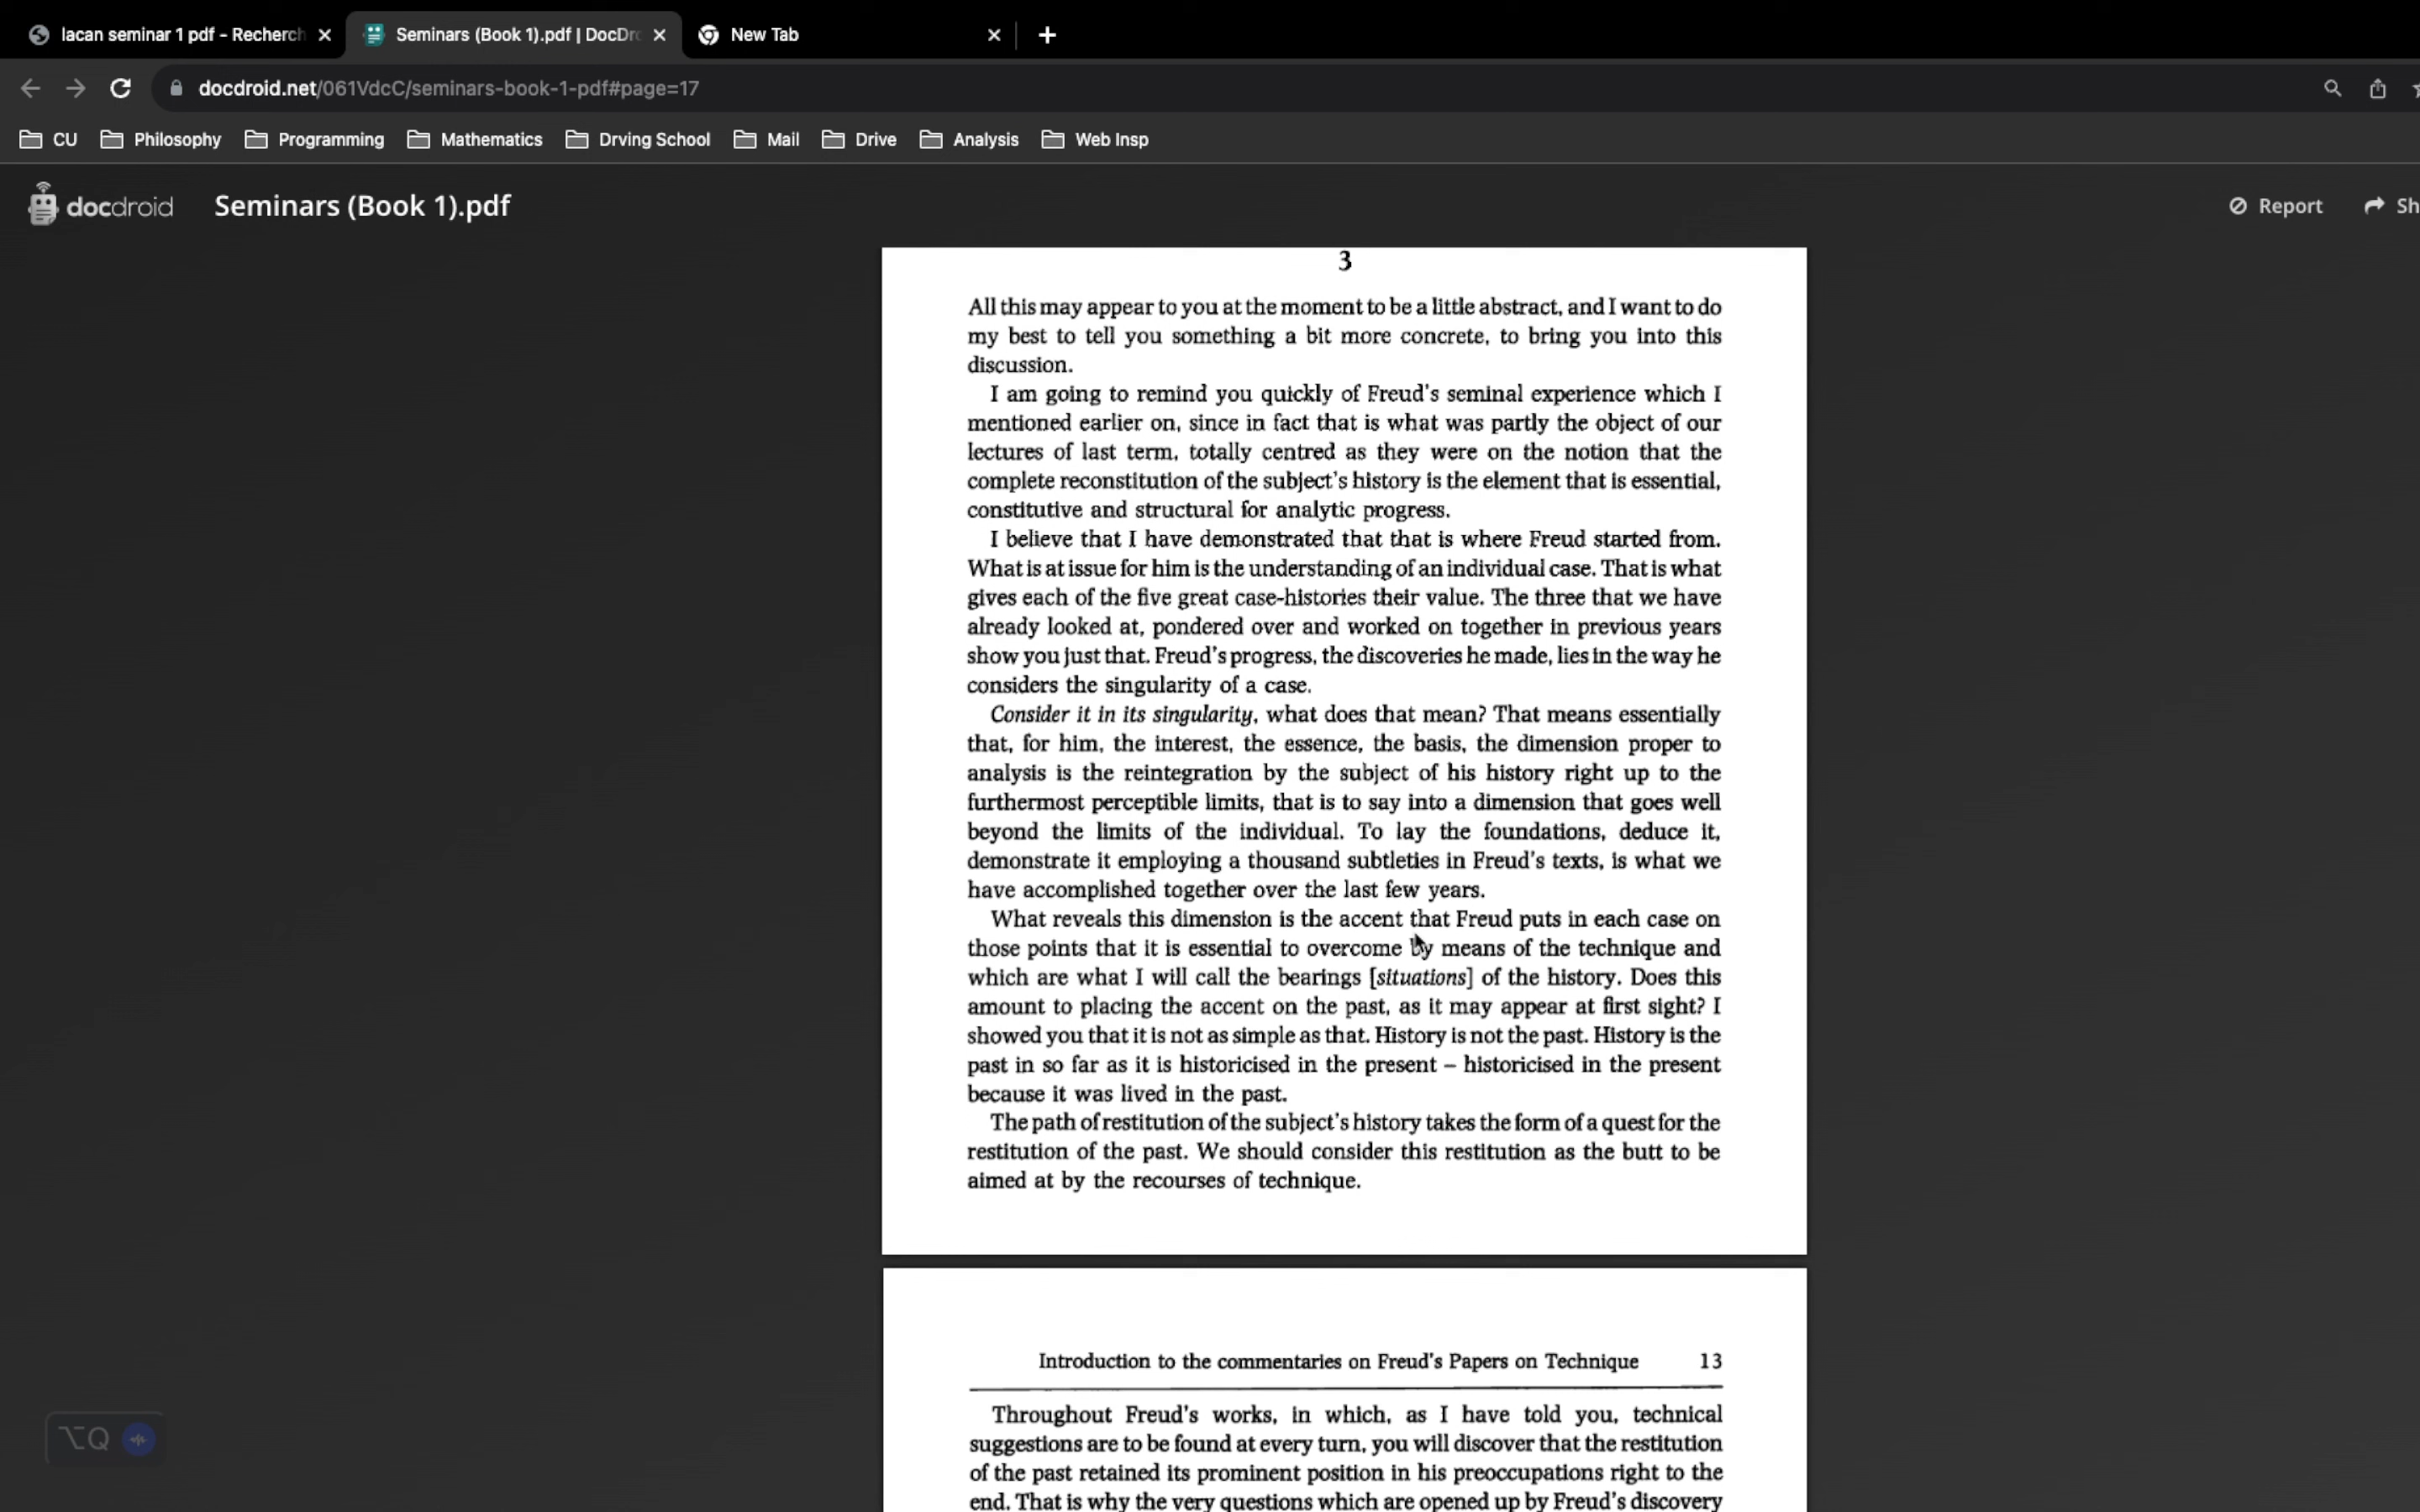 lacan seminar 1 pdf - Recherch
Seminars (Book 1).pdf | DocDr
New Tab
docdroid.net/061VdcC/seminars-book-1-pdf#page=17
CU Philosophy Programming Mathematics Drving School Mail Drive Analysis Web Insp
docdroid Seminars (Book 1).pdf Report Sh
3
All this may appear to you at the moment to be a little abstract, and I want to do
my best to tell you something a bit more concrete, to bring you into this
discussion.
I am going to remind you quickly of Freud's seminal experience which I
mentioned earlier on, since in fact that is what was partly the object of our
lectures of last term, totally centred as they were on the notion that the
complete reconstitution of the subject's history is the element that is essential,
constitutive and structural for analytic progress.
I believe that I have demonstrated that that is where Freud started from.
What is at issue for him is the understanding of an individual case. That is what
gives each of the five great case-histories their value. The three that we have
already looked at, pondered over and worked on together in previous years
show you just that. Freud's progress, the discoveries he made, lies in the way he
considers the singularity of a case.
Consider it in its singularity, what does that mean? That means essentially
that, for him, the interest, the essence, the basis, the dimension proper to
analysis is the reintegration by the subject of his history right up to the
furthermost perceptible limits, that is to say into a dimension that goes well
beyond the limits of the individual. To lay the foundations, deduce it,
demonstrate it employing a thousand subtleties in Freud's texts, is what we
have accomplished together over the last few years.
What reveals this dimension is the accent that Freud puts in each case on
those points that it is essential to overcome by means of the technique and
which are what I will call the bearings [situations] of the history. Does this
amount to placing the accent on the past, as it may appear at first sight? I
showed you that it is not as simple as that. History is not the past. History is the
past in so far as it is historicised in the present – historicised in the present
because it was lived in the past.
The path of restitution of the subject's history takes the form of a quest for the
restitution of the past. We should consider this restitution as the butt to be
aimed at by the recourses of technique.
Introduction to the commentaries on Freud's Papers on Technique 13
Throughout Freud's works, in which, as I have told you, technical
suggestions are to be found at every turn, you will discover that the restitution
of the past retained its prominent position in his preoccupations right to the
end. That is why the very questions which are opened up by Freud's discovery
⌥Q